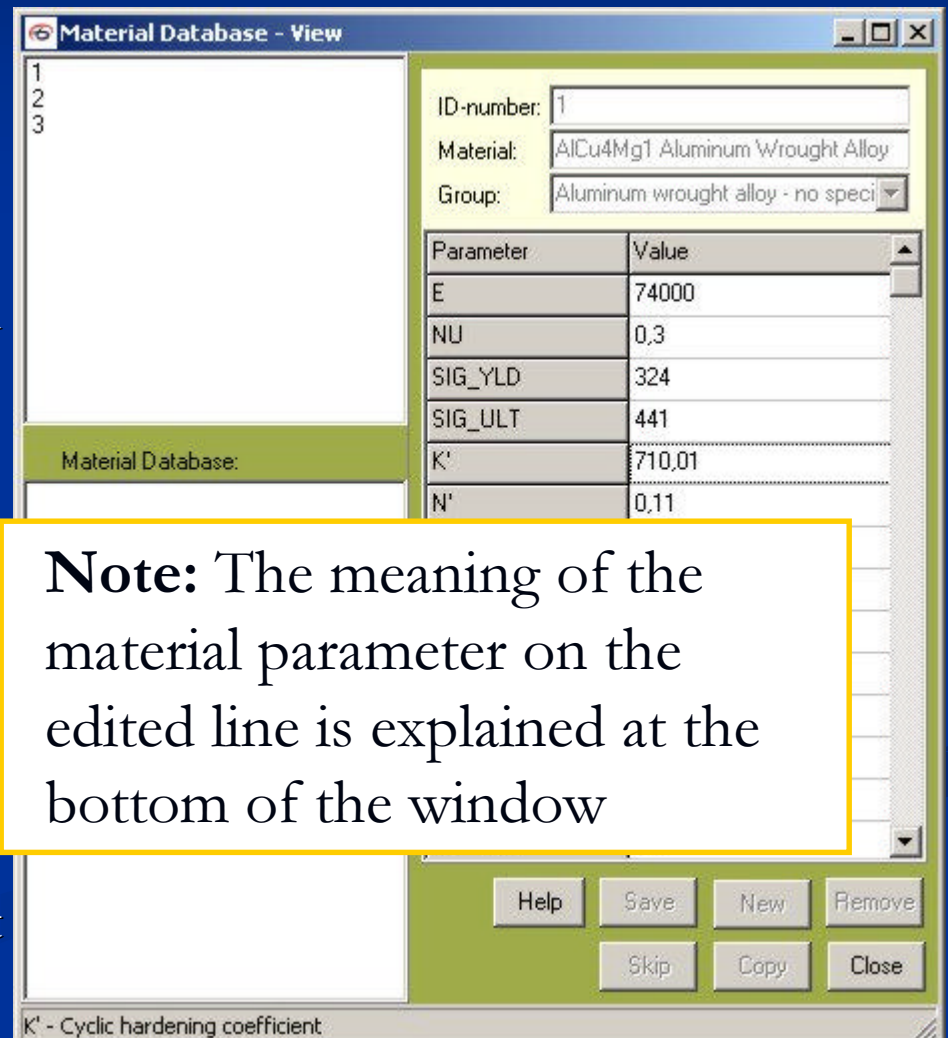 Material Database - View
1
2
3
ID-number: 1
Material: AlCu4Mg1 Aluminum Wrought Alloy
Group: Aluminum wrought alloy - no speci
Parameter Value
E 74000
NU 0,3
SIG_YLD 324
SIG_ULT 441
K' 710,01
N' 0,11
Material Database:
Note: The meaning of the
material parameter on the
edited line is explained at the
bottom of the window
Help Save New Remove
Skip Copy Close
K' - Cyclic hardening coefficient